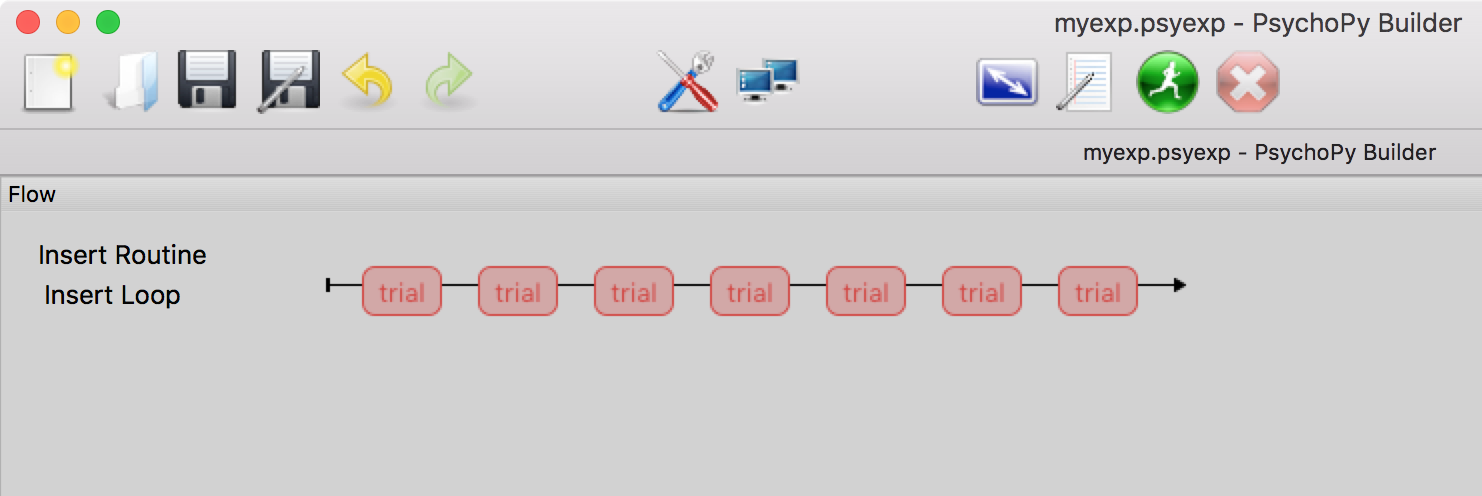 myexp.psyexp - PsychoPy Builder
myexp.psyexp - PsychoPy Builder
Flow
Insert Routine
Insert Loop
trial trial trial trial trial trial trial